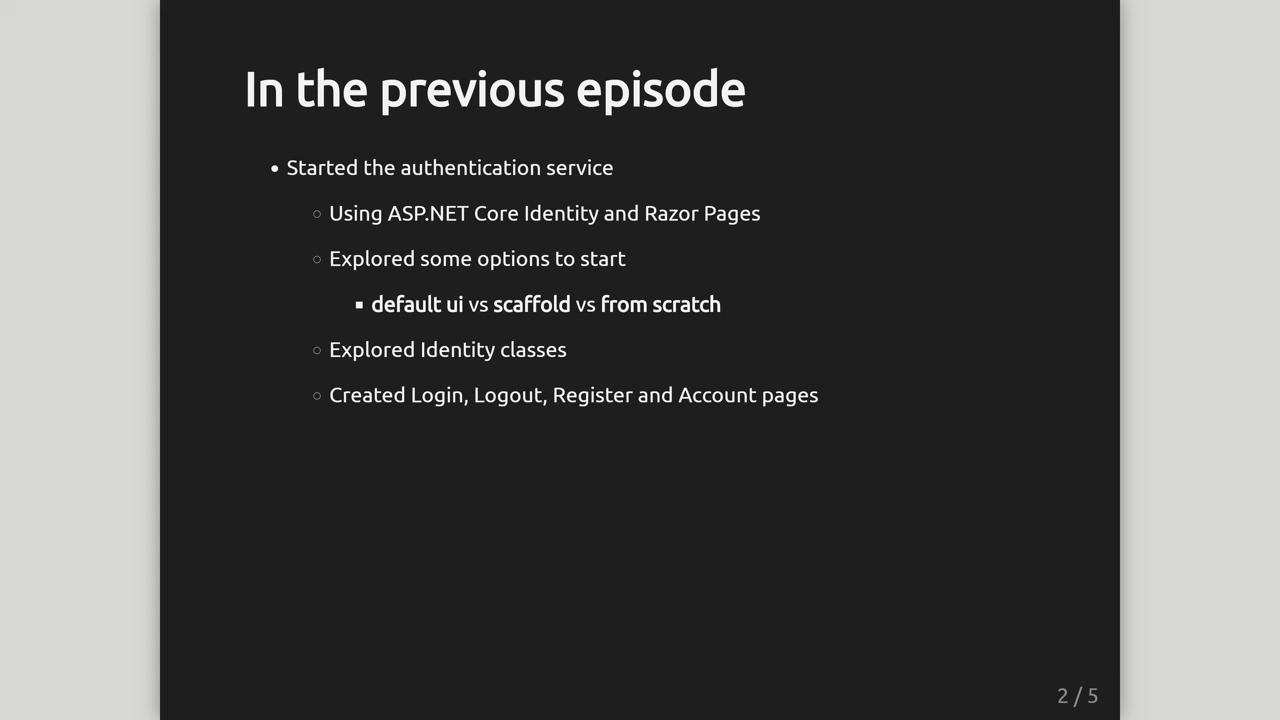 In the previous episode
• Started the authentication service
○ Using ASP.NET Core Identity and Razor Pages
○ Explored some options to start
▪ default ui vs scaffold vs from scratch
○ Explored Identity classes
○ Created Login, Logout, Register and Account pages
2 / 5